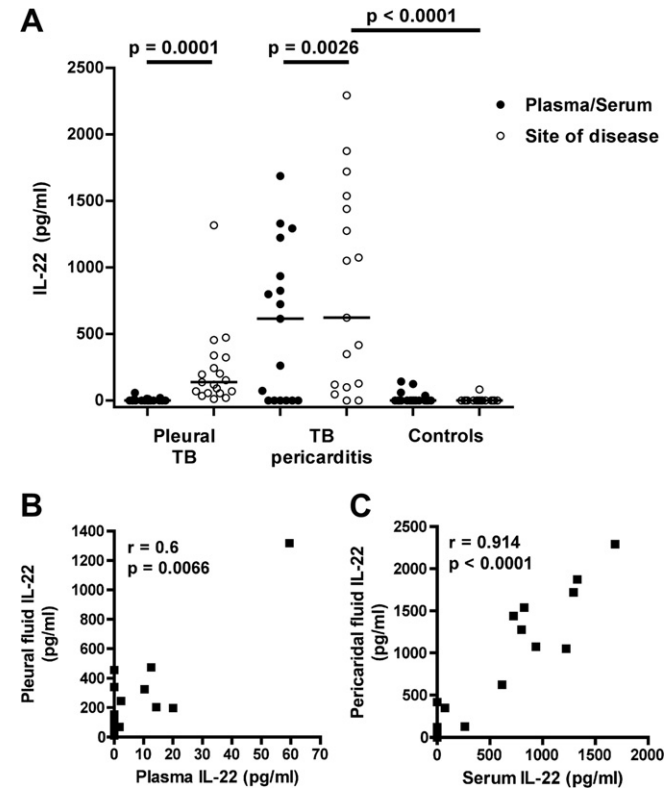 A
p < 0.0001
p = 0.0001 p = 0.0026
2500
2000
1500
1000
500
0
IL-22 (pg/ml)
Plasma/Serum
Site of disease
Pleural
TB
TB
pericarditis
Controls
B
1400
1200
1000
800
600
400
200
0
Pleural fluid IL-22
(pg/ml)
r = 0.6
p = 0.0066
0 10 20 30 40 50 60 70
Plasma IL-22 (pg/ml)
C
2500
2000
1500
1000
500
0
Pericaridal fluid IL-22
(pg/ml)
r = 0.914
p < 0.0001
0 500 1000 1500 2000
Serum IL-22 (pg/ml)